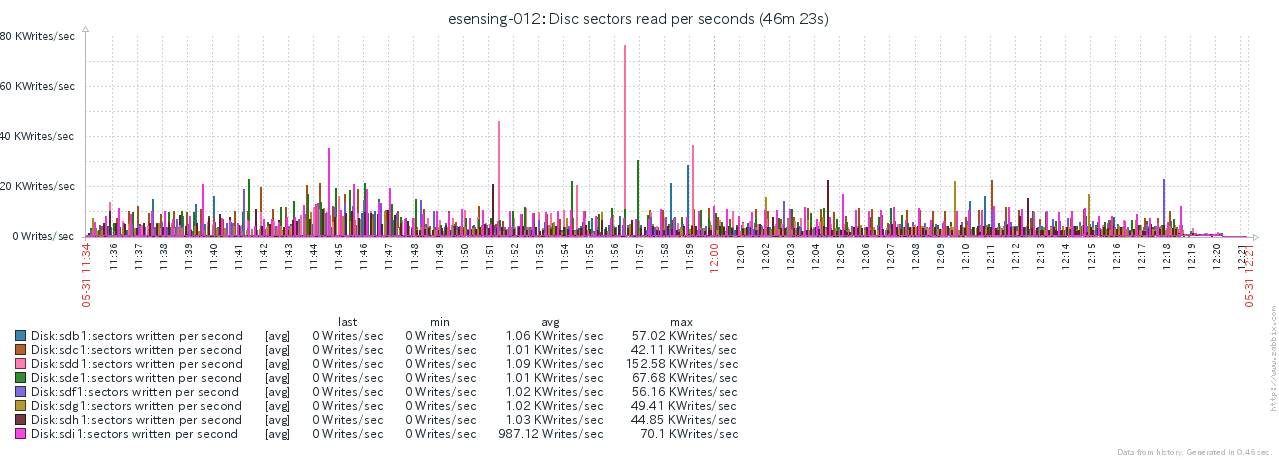 esensing-012: Disc sectors read per seconds (46m 23s)
80 KWrites/sec
60 KWrites/sec
40 KWrites/sec
20 KWrites/sec
0 Writes/sec
05-31 11:34 11:36 11:37 11:38 11:39 11:40 11:41 11:42 11:43 11:44 11:45 11:46 11:47 11:48 11:49 11:50 11:51 11:52 11:53 11:54 11:55 11:56 11:57 11:58 11:59 12:00 12:01 12:02 12:03 12:04 12:05 12:06 12:07 12:08 12:09 12:10 12:11 12:12 12:13 12:14 12:15 12:16 12:17 12:18 12:19 12:20 12:21 05-31 12:21
last min avg max
Disk:sdb1:sectors written per second [avg] 0 Writes/sec 0 Writes/sec 1.06 KWrites/sec 57.02 KWrites/sec
Disk:sdc1:sectors written per second [avg] 0 Writes/sec 0 Writes/sec 1.01 KWrites/sec 42.11 KWrites/sec
Disk:sdd1:sectors written per second [avg] 0 Writes/sec 0 Writes/sec 1.09 KWrites/sec 152.58 KWrites/sec
Disk:sde1:sectors written per second [avg] 0 Writes/sec 0 Writes/sec 1.01 KWrites/sec 67.68 KWrites/sec
Disk:sdf1:sectors written per second [avg] 0 Writes/sec 0 Writes/sec 1.02 KWrites/sec 56.16 KWrites/sec
Disk:sdg1:sectors written per second [avg] 0 Writes/sec 0 Writes/sec 1.02 KWrites/sec 49.41 KWrites/sec
Disk:sdh1:sectors written per second [avg] 0 Writes/sec 0 Writes/sec 1.03 KWrites/sec 44.85 KWrites/sec
Disk:sdi1:sectors written per second [avg] 0 Writes/sec 0 Writes/sec 987.12 Writes/sec 70.1 KWrites/sec
http://www.zabbix.com
Data from history. Generated in 0.46 sec.